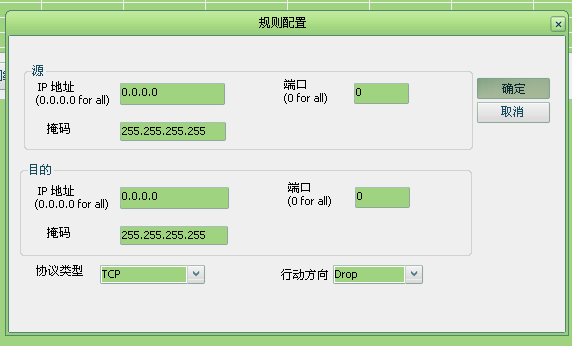 规则配置
源
IP 地址
(0.0.0.0 for all)
0.0.0.0
端口
(0 for all)
0
确定
取消
掩码
255.255.255.255
目的
IP 地址
(0.0.0.0 for all)
0.0.0.0
端口
(0 for all)
0
掩码
255.255.255.255
协议类型
TCP
行动方向
Drop